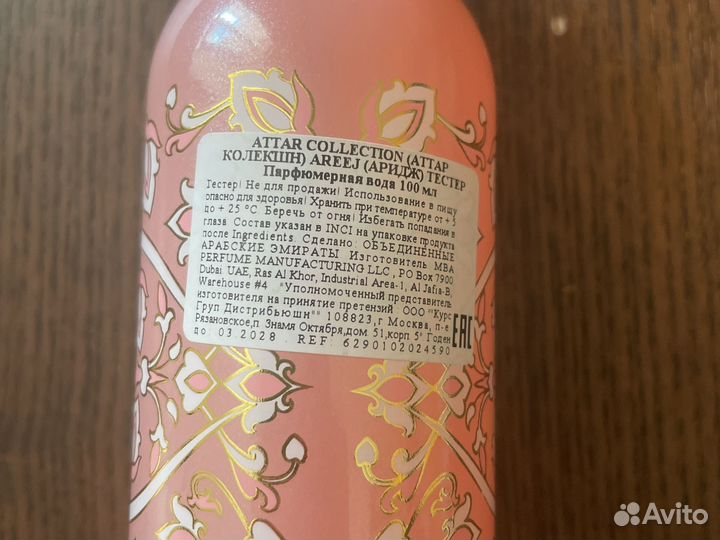 ATTAR COLLECTION (АТТАР
КОЛЕКШН) AREEJ (АРИДЖ) ТЕСТЕР
Парфюмерная вода 100 мл
Тестер! Не для продажи! Использование в пищу
опасно для здоровья! Хранить при температуре от + 5
до + 25 °С. Беречь от огня! Избегать попадания в
глаза. Состав указан в INCI на упаковке продукта
после Ingredients. Сделано: ОБЪЕДИНЕННЫЕ
АРАБСКИЕ ЭМИРАТЫ Изготовитель MBA
PERFUME MANUFACTURING LLC , PO Box 7900
Dubai UAE, Ras Al Khor, Industrial Area-1, Al Jafia-B,
Warehouse #4 *Уполномоченный представитель
изготовителя на принятие претензий ООО "Курс
Груп Дистрибьюшн" 108823,г Москва, п-е
Рязановское,п Знамя Октября,дом 51,корп 5* Годен
до: 03 2028 REF: 6290102024590
EAC
Avito